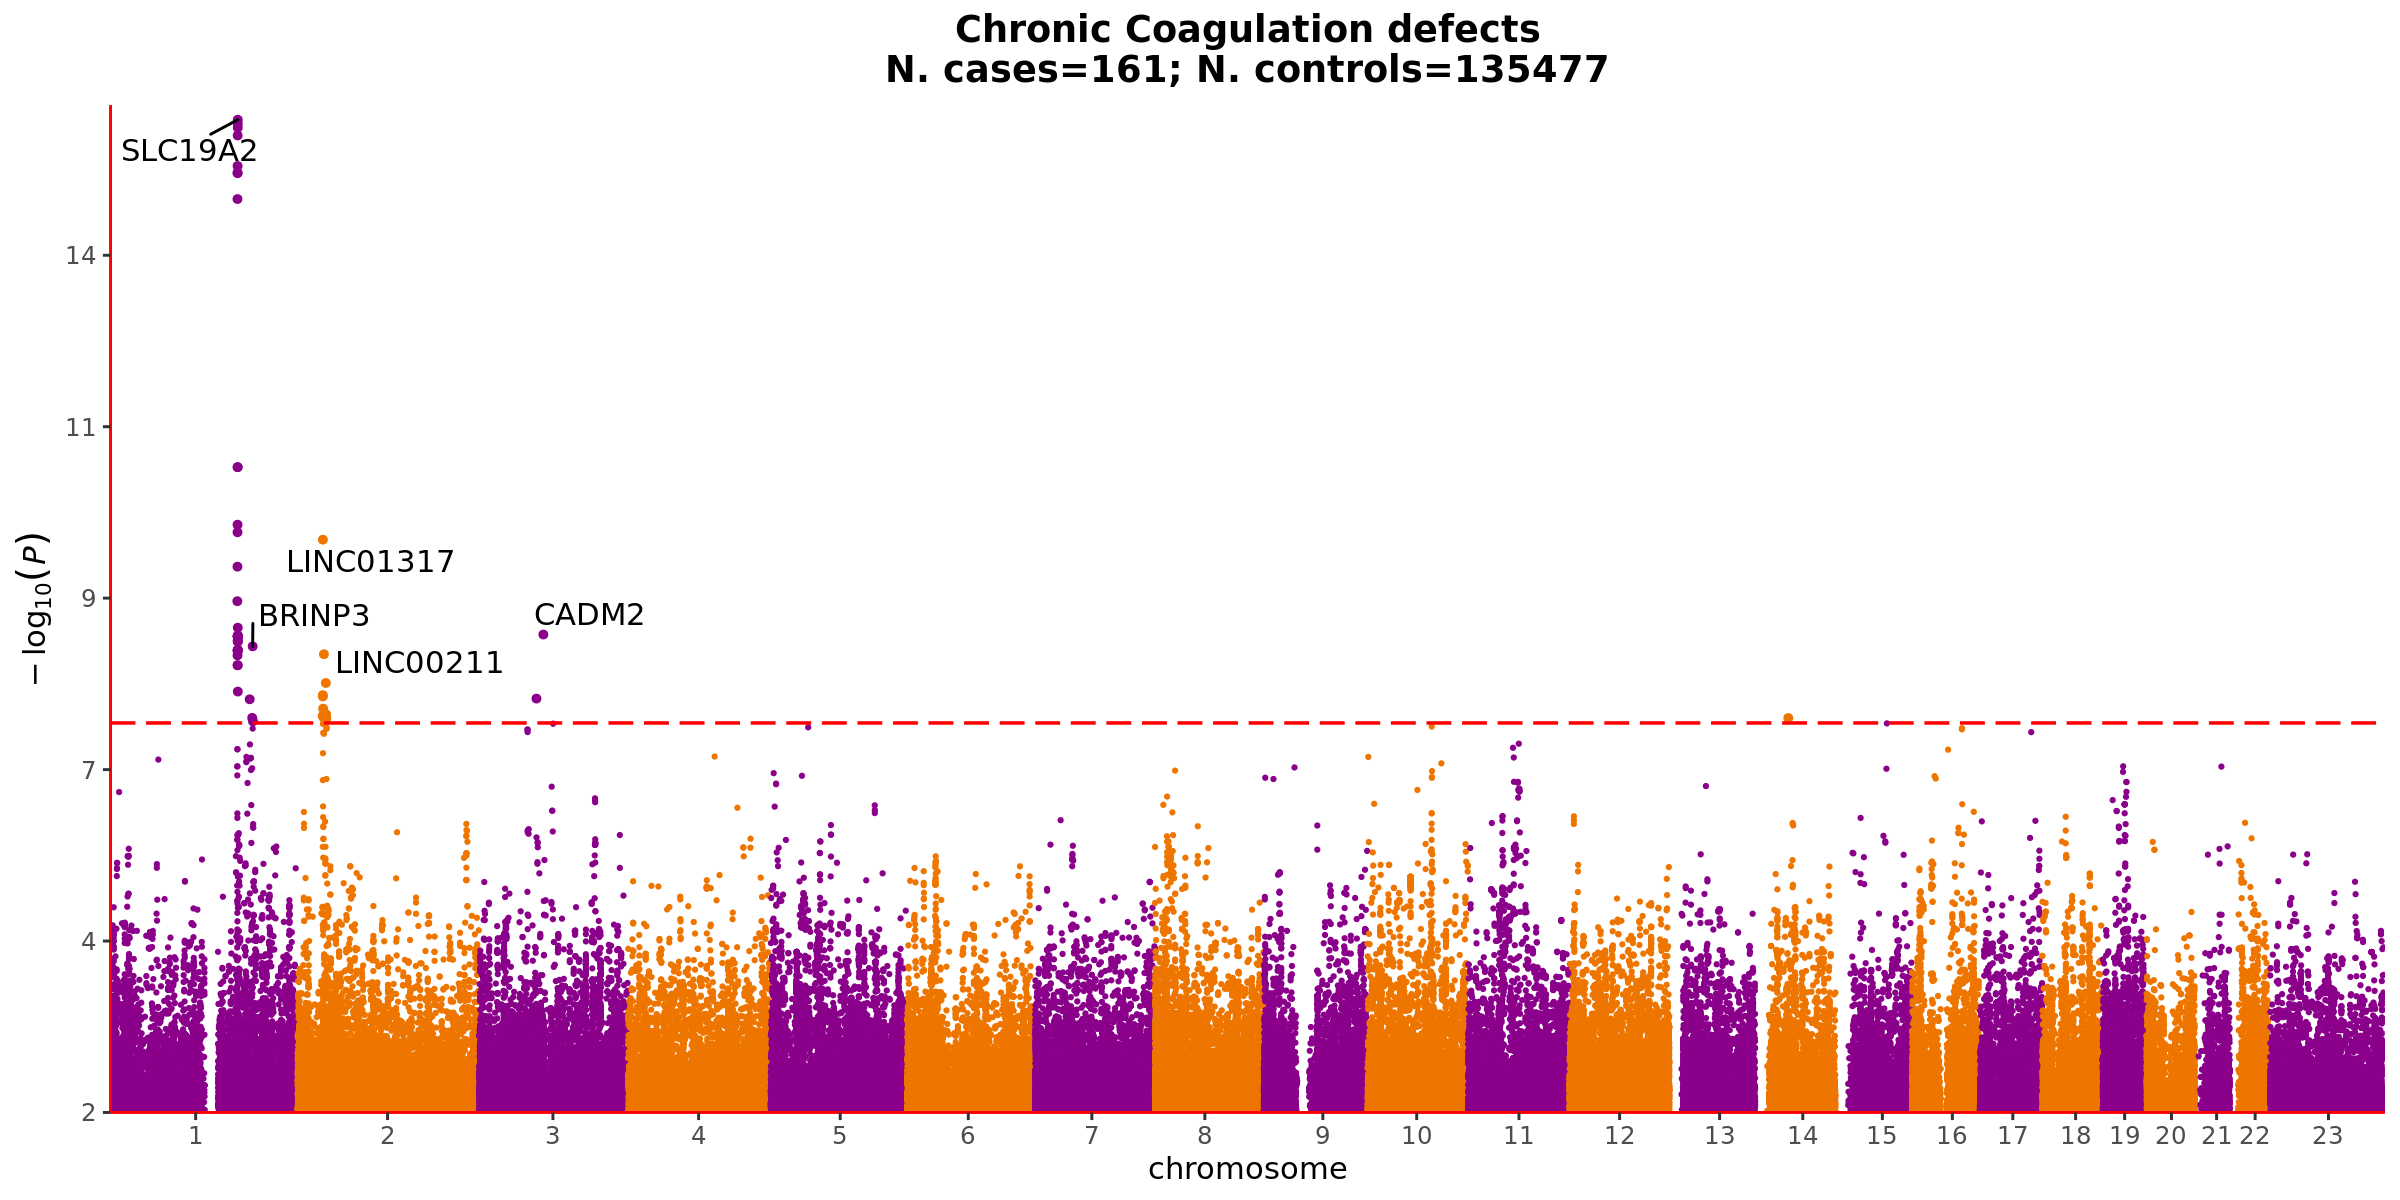 Chronic Coagulation defects
N. cases=161; N. controls=135477
SLC19A2
14
11
LINC01317
9
BRINP3
CADM2
LINC00211
7
4
2
−log10(P)
1 2 3 4 5 6 7 8 9 10 11 12 13 14 15 16 17 18 19 20 21 22 23
chromosome